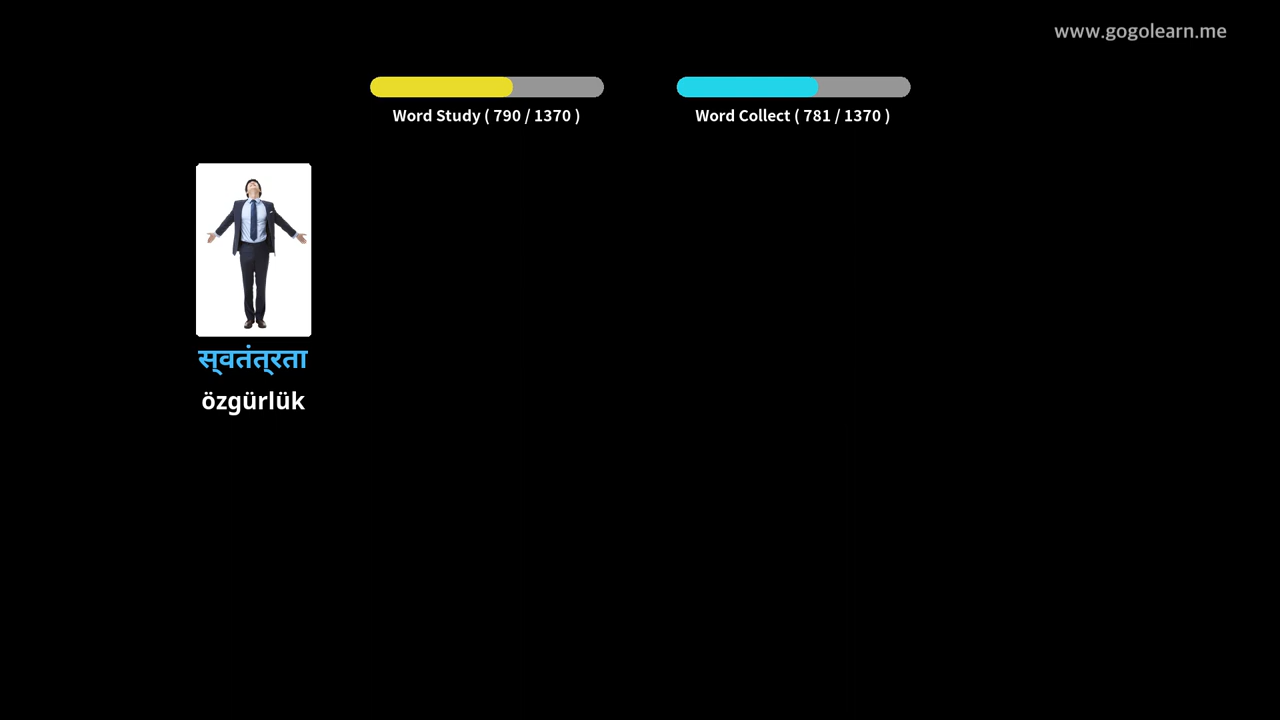 www.gogolearn.me
Word Study ( 790 / 1370 )
Word Collect ( 781 / 1370 )
स्वतंत्रता
özgürlük